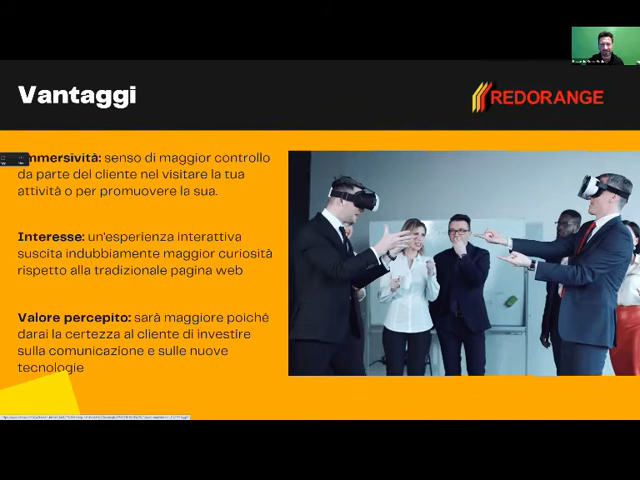 Vantaggi
REDORANGE
mmersività: senso di maggior controllo
da parte del cliente nel visitare la tua
attività o per promuovere la sua.
Interesse: un'esperienza interattiva
suscita indubbiamente maggior curiosità
rispetto alla tradizionale pagina web
Valore percepito: sarà maggiore poiché
darai la certezza al cliente di investire
sulla comunicazione e sulle nuove
tecnologie